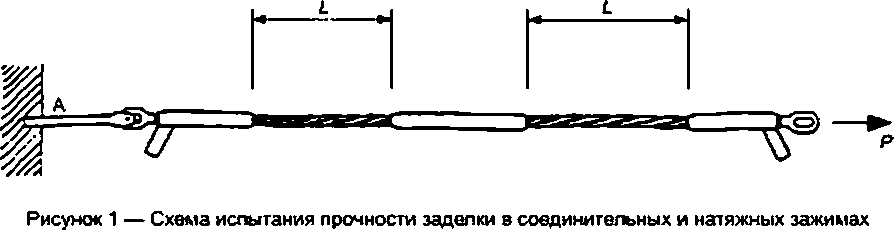 L
L
A
P
Рисунок 1 — Схема испытания прочности заделки в соединительных и натяжных зажимах